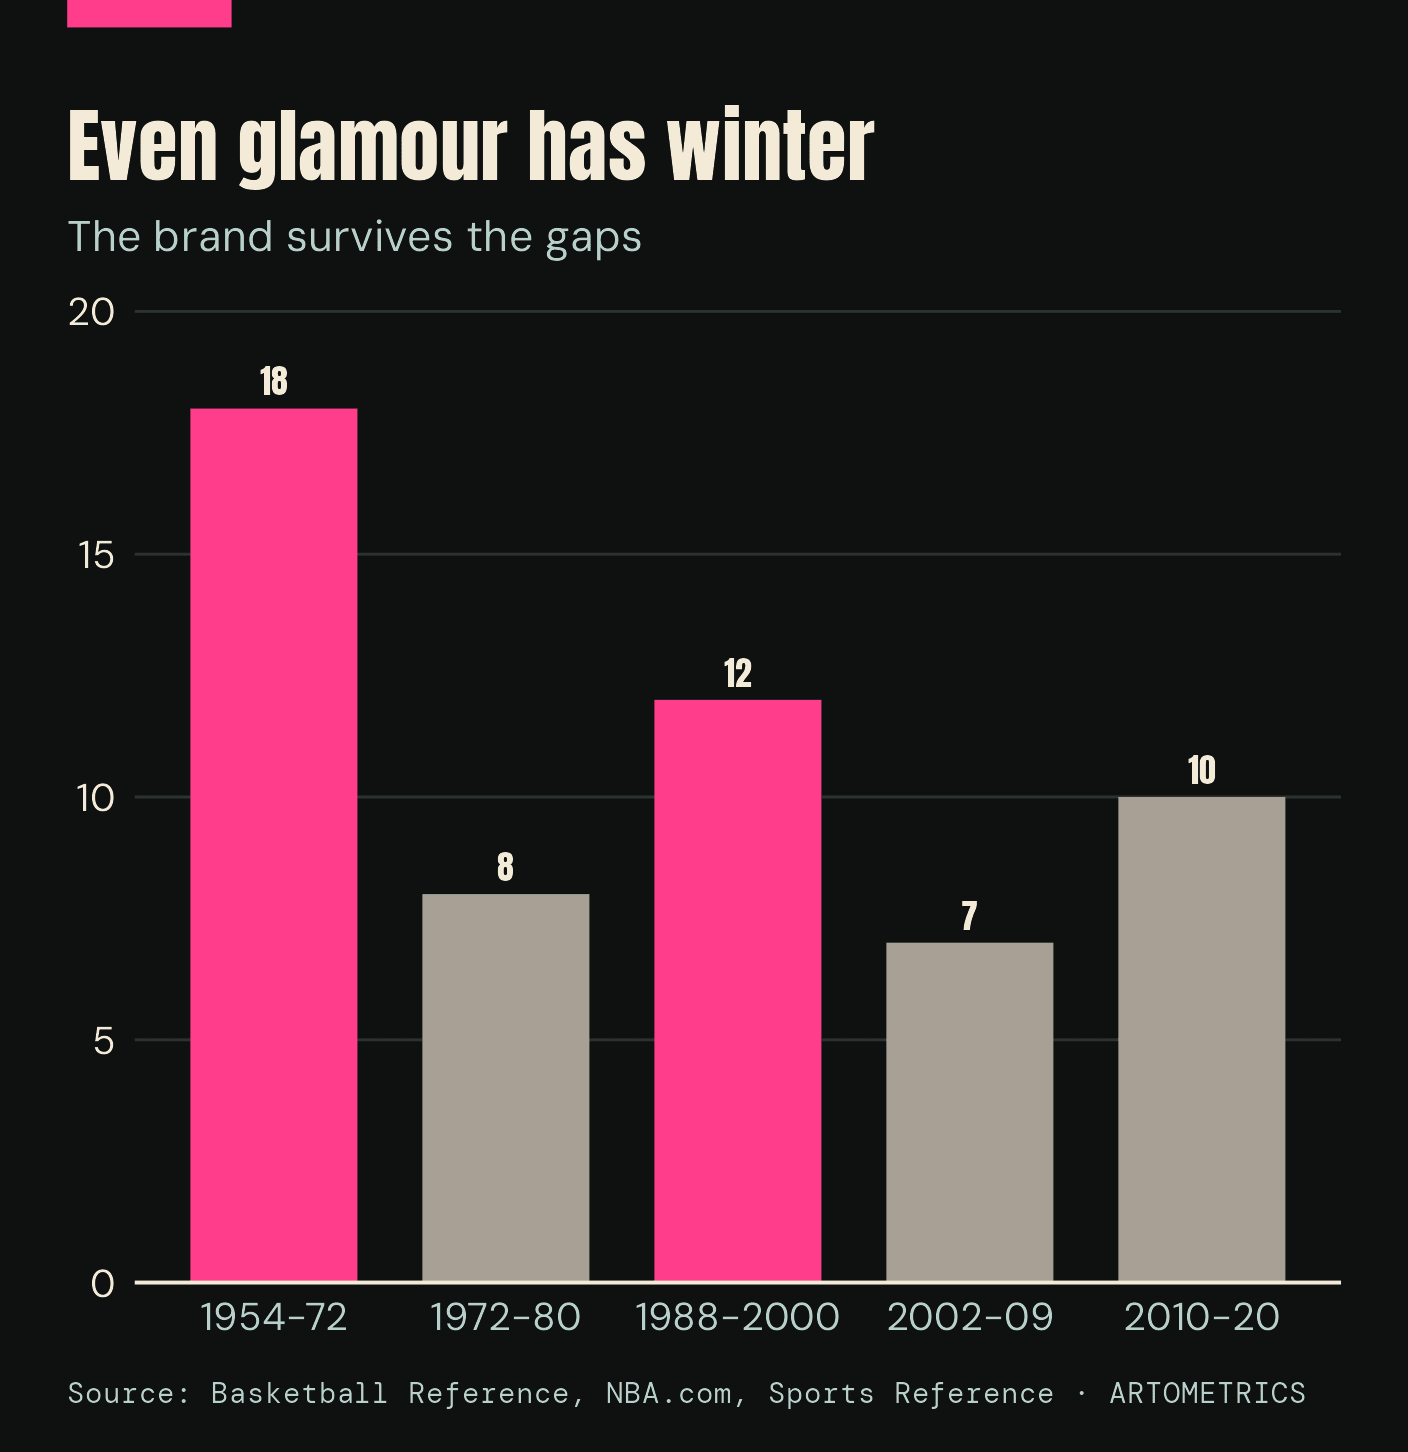 Even glamour has winter
The brand survives the gaps
20
18
15
12
10
10
8
7
5
0
1954–72 1972–80 1988–2000 2002–09 2010–20
Source: Basketball Reference, NBA.com, Sports Reference · ARTOMETRICS